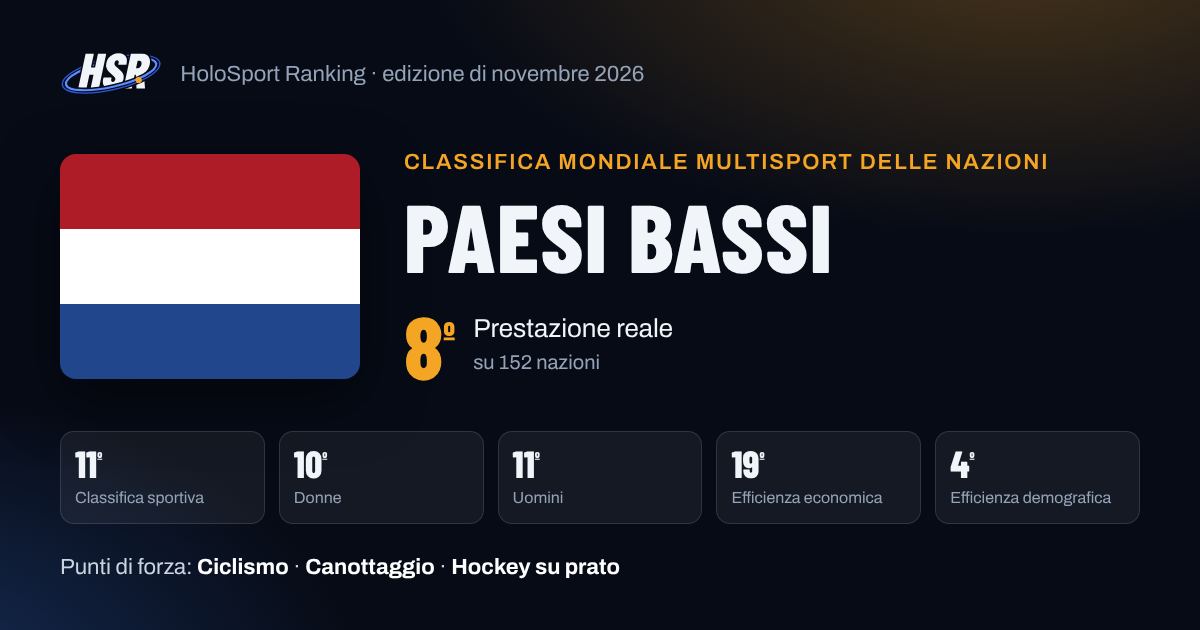 HSR HoloSport Ranking · edizione di novembre 2026
CLASSIFICA MONDIALE MULTISPORT DELLE NAZIONI
PAESI BASSI
8º Prestazione reale
su 152 nazioni
11º
Classifica sportiva
10º
Donne
11º
Uomini
19º
Efficienza economica
4º
Efficienza demografica
Punti di forza: Ciclismo · Canottaggio · Hockey su prato